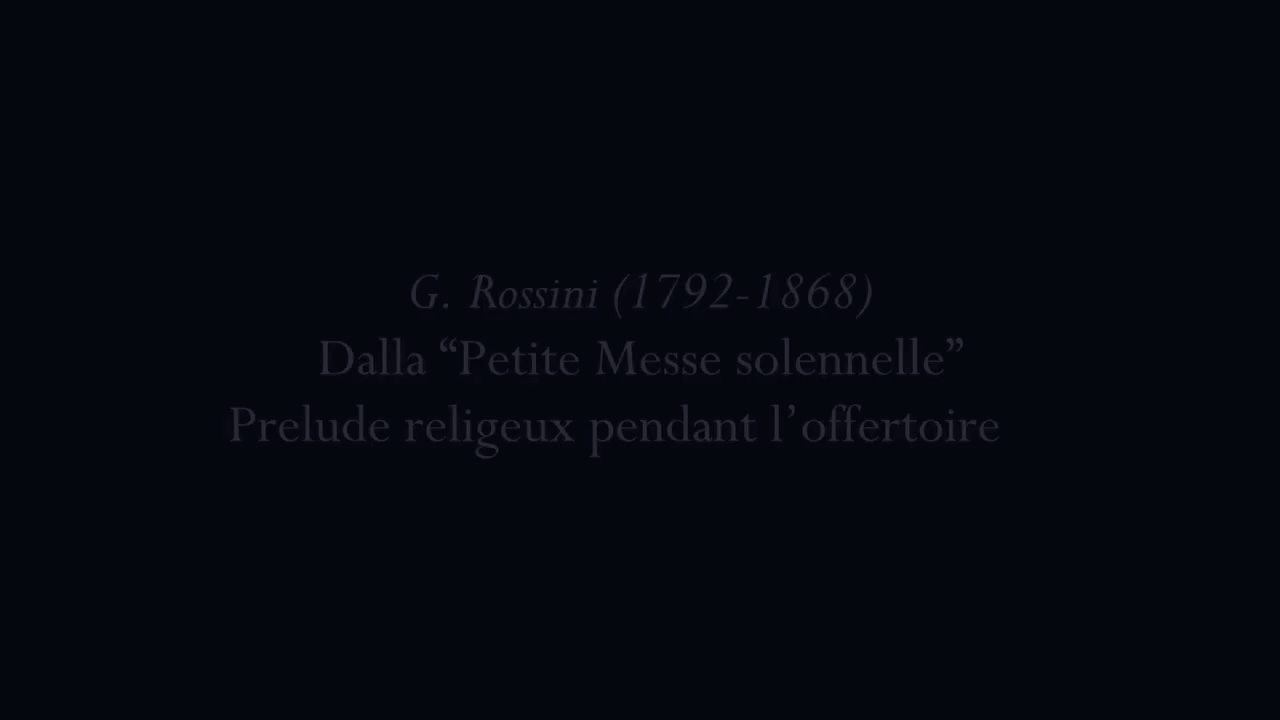 G. Rossini (1792-1868)
Dalla “Petite Messe solennelle”
Prelude religeux pendant l’offertoire